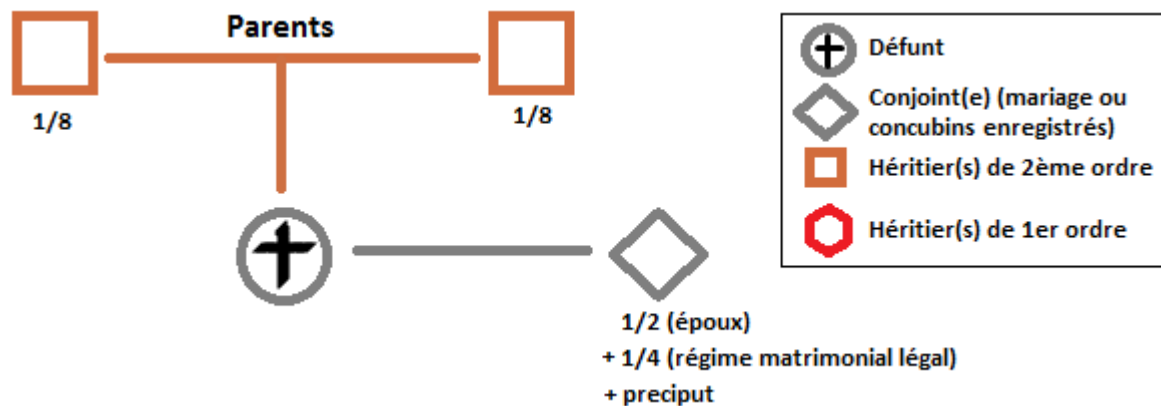 Parents
1/8
1/8
1/2 (époux)
+ 1/4 (régime matrimonial légal)
+ preciput
Défunt
Conjoint(e) (mariage ou
concubins enregistrés)
Héritier(s) de 2ème ordre
Héritier(s) de 1er ordre